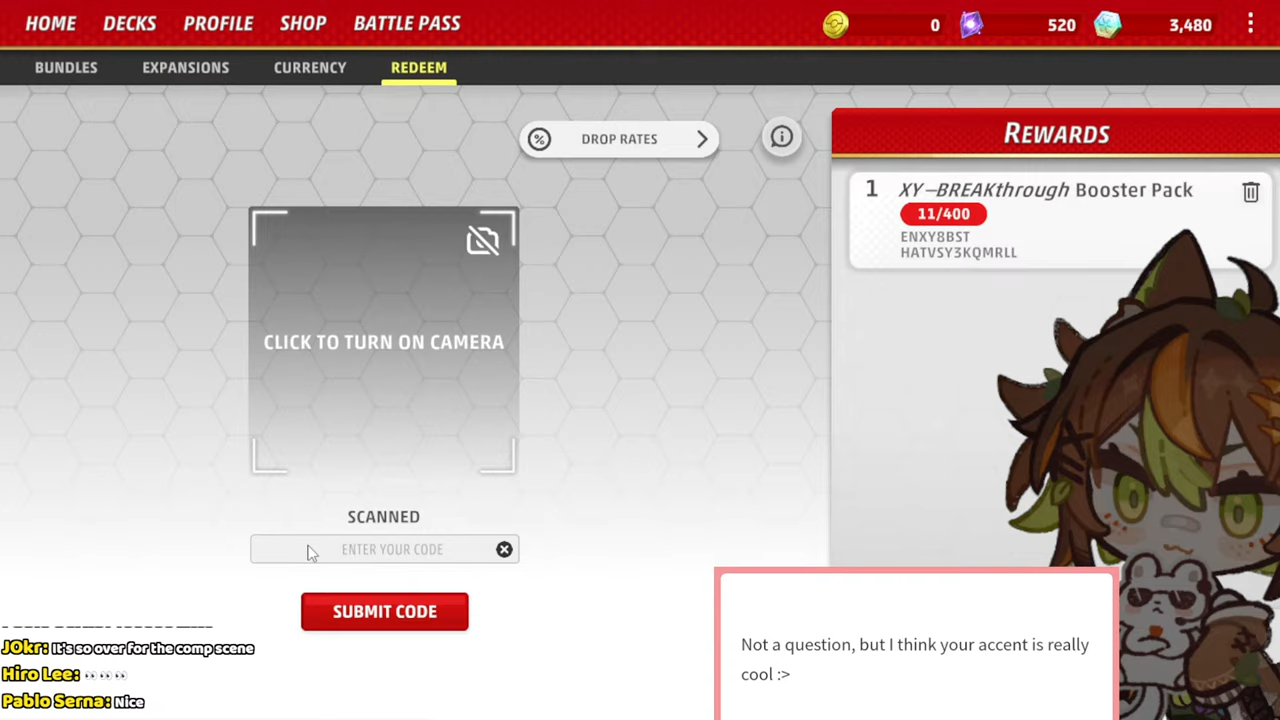 HOME DECKS PROFILE SHOP BATTLE PASS 0 520 3,480
BUNDLES EXPANSIONS CURRENCY REDEEM
% DROP RATES
REWARDS
1 XY—BREAKthrough Booster Pack
11/400
ENXY8BST
HATVSY3KQMRLL
CLICK TO TURN ON CAMERA
SCANNED
ENTER YOUR CODE
SUBMIT CODE
JOkr: It's so over for the comp scene
Hiro Lee: 👀 👀 👀
Pablo Serna: Nice
Not a question, but I think your accent is really
cool :>